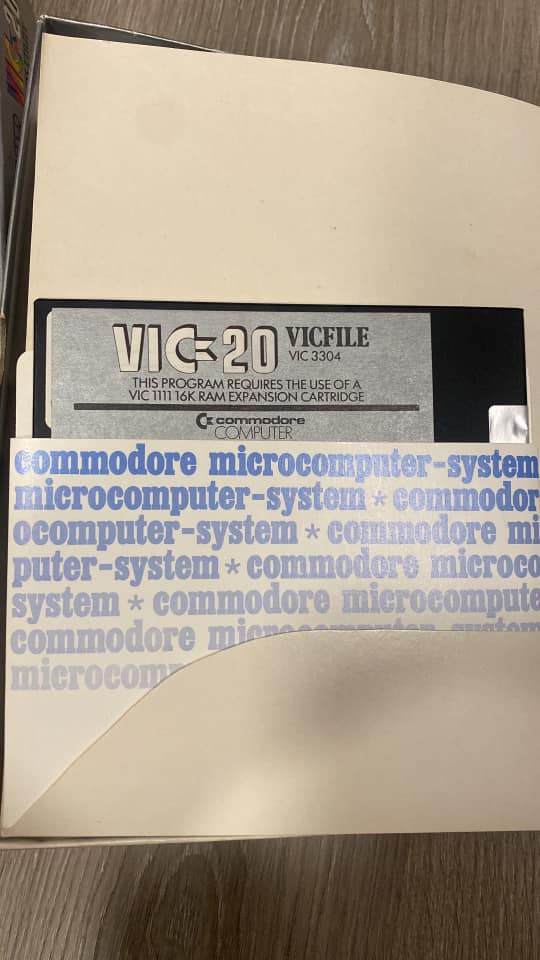 VIC 20 VICFILE
VIC 3304
THIS PROGRAM REQUIRES THE USE OF A
VIC 1111 16K RAM EXPANSION CARTRIDGE
commodore
COMPUTER
commodore microcomputer-system
microcomputer-system * commodor
ocomputer-system * commodore mi
puter-system * commodore microco
system * commodore microcompute
commodore microcomputer-system
microcomp